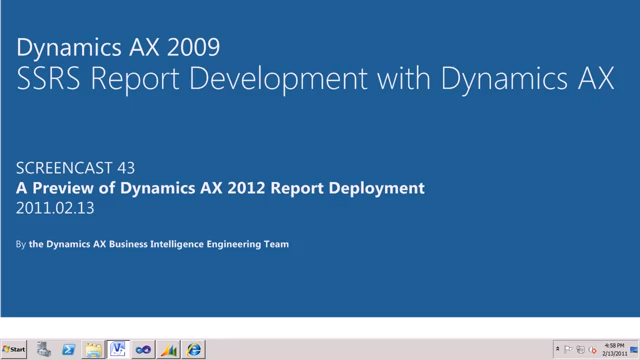 Dynamics AX 2009
SSRS Report Development with Dynamics AX
SCREENCAST 43
A Preview of Dynamics AX 2012 Report Deployment
2011.02.13
By the Dynamics AX Business Intelligence Engineering Team
Start
4:58 PM
2/13/2011